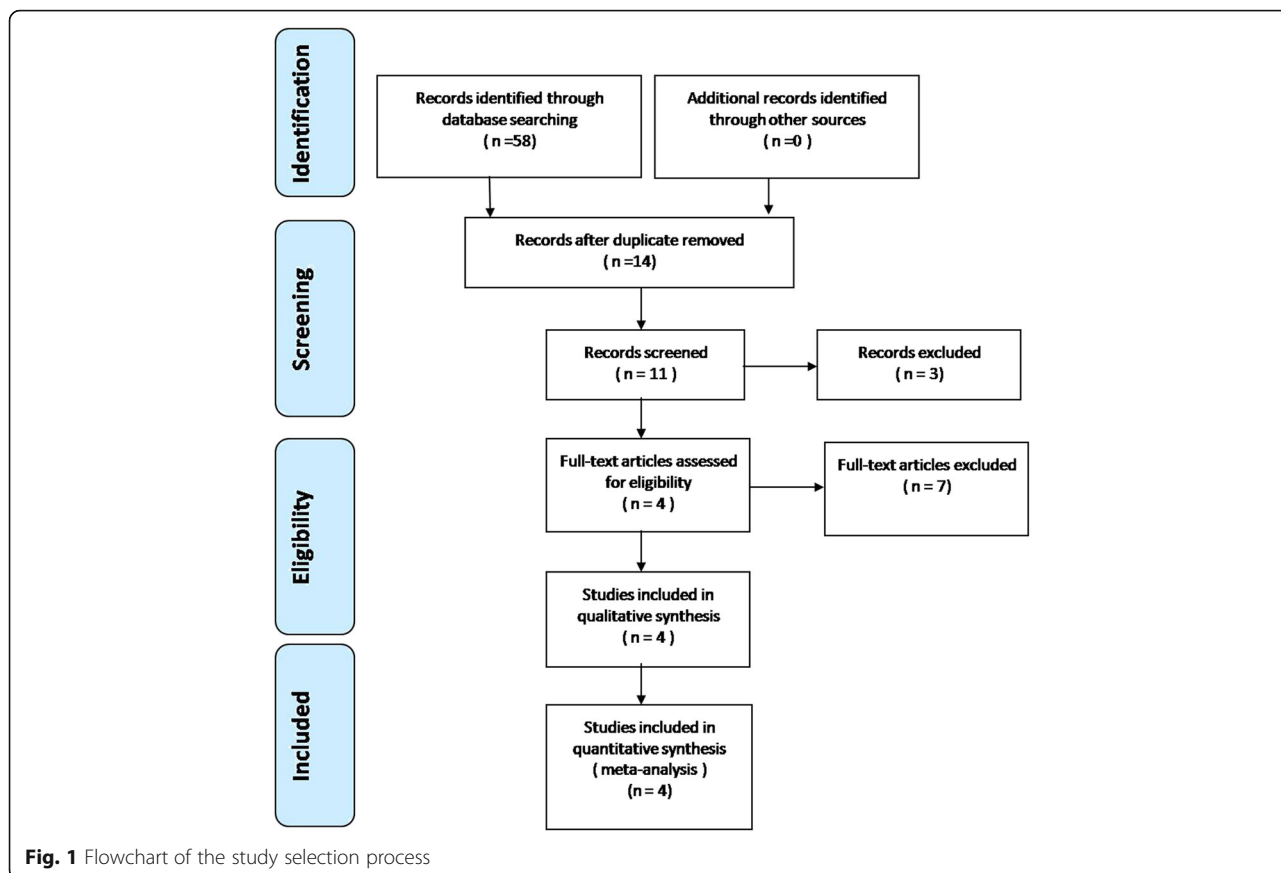 Identification
Records identified through
database searching
( n =58)
Additional records identified
through other sources
( n =0 )
Screening
Records after duplicate removed
( n =14)
Records screened
( n = 11 )
Records excluded
( n = 3)
Eligibility
Full-text articles assessed
for eligibility
( n = 4 )
Full-text articles excluded
( n = 7)
Studies included in
qualitative synthesis
( n = 4 )
Included
Studies included in
quantitative synthesis
( meta-analysis )
(n = 4)
Fig. 1 Flowchart of the study selection process